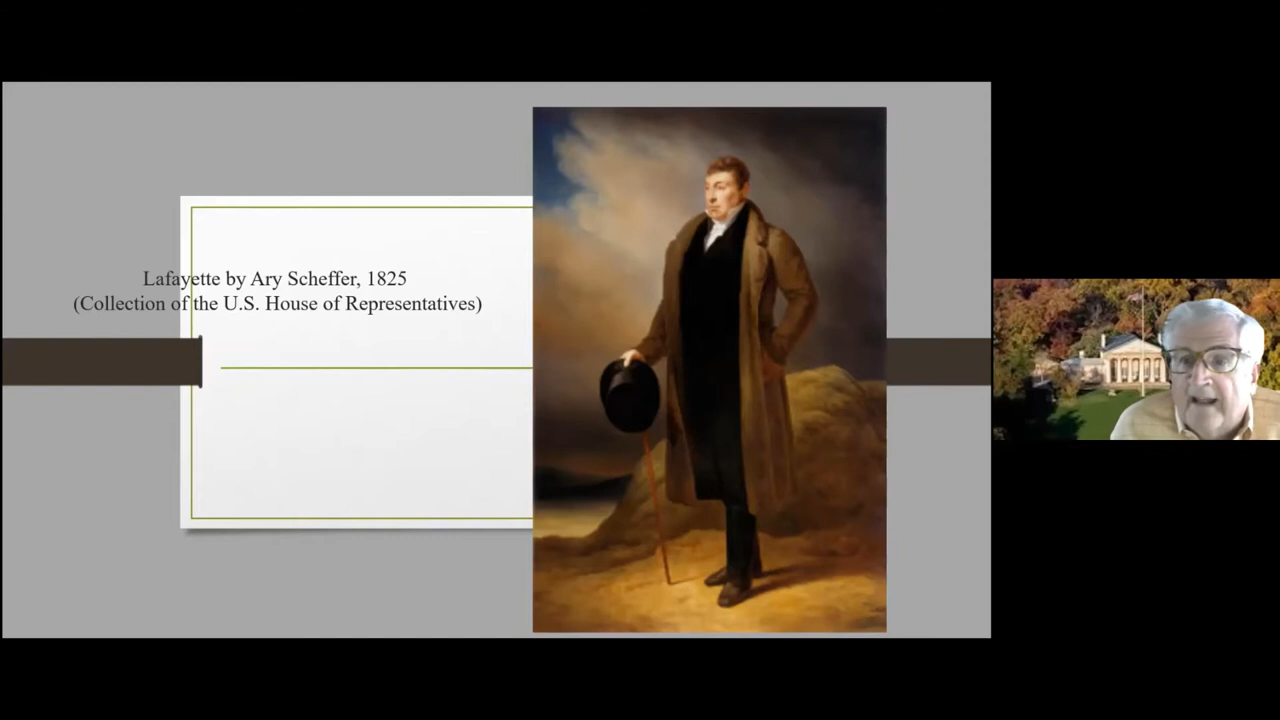 Lafayette by Ary Scheffer, 1825
(Collection of the U.S. House of Representatives)